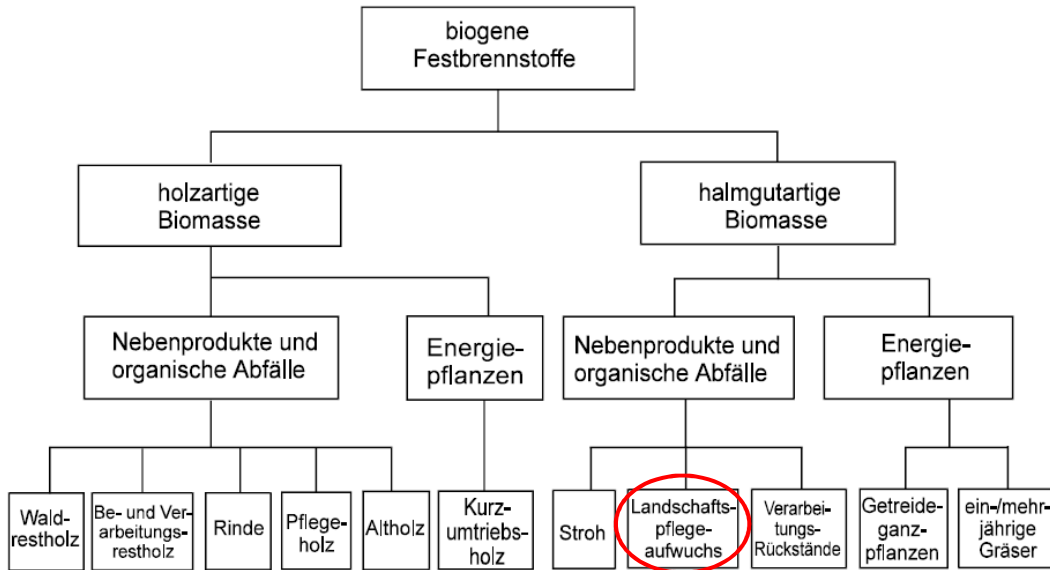 biogene
Festbrennstoffe
holzartige
Biomasse
halmgutartige
Biomasse
Nebenprodukte und
organische Abfälle
Energie-
pflanzen
Nebenprodukte und
organische Abfälle
Energie-
pflanzen
Wald-
restholz
Be- und Ver-
arbeitungs-
restholz
Rinde
Pflege-
holz
Altholz
Kurz-
umtriebs-
holz
Stroh
Landschafts-
pflege-
aufwuchs
Verarbei-
tungs-
Rückstände
Getreide-
ganz-
pflanzen
ein-/mehr-
jährige
Gräser